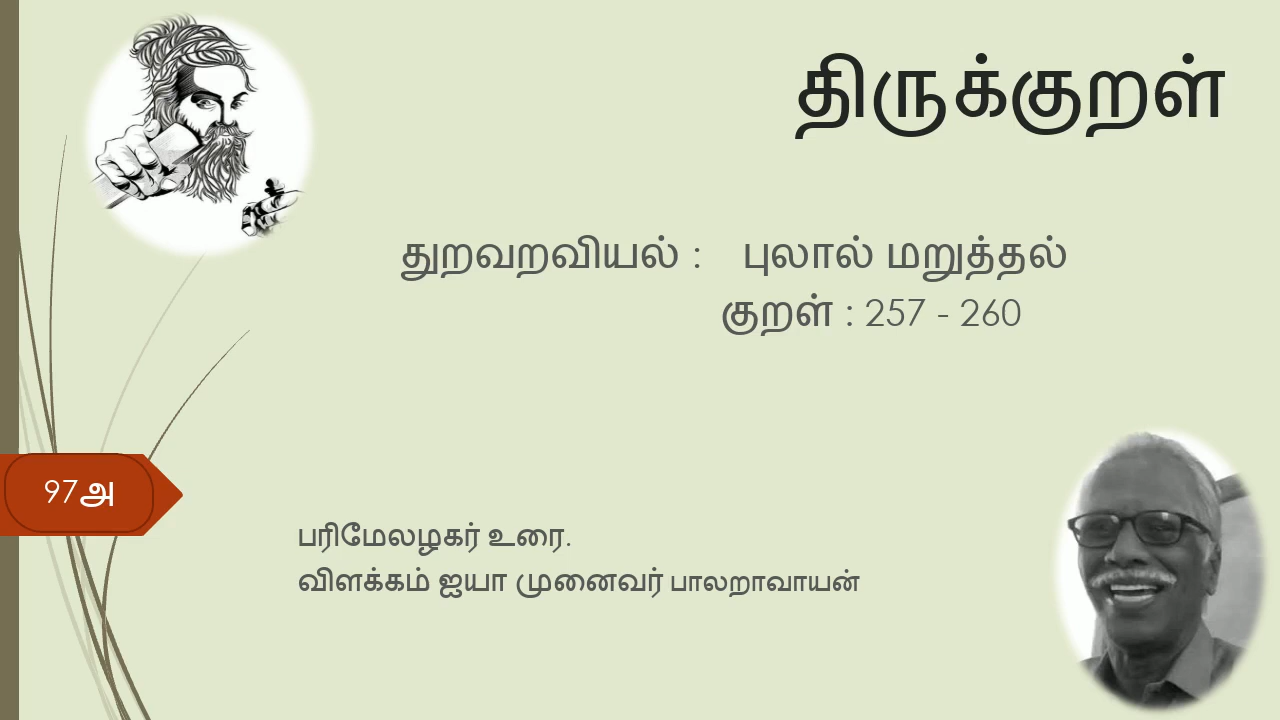 திருக்குறள்
துறவறவியல் : புலால் மறுத்தல்
குறள் : 257 - 260
97அ
பரிமேலழகர் உரை.
விளக்கம் ஐயா முனைவர் பாலறாவாயன்